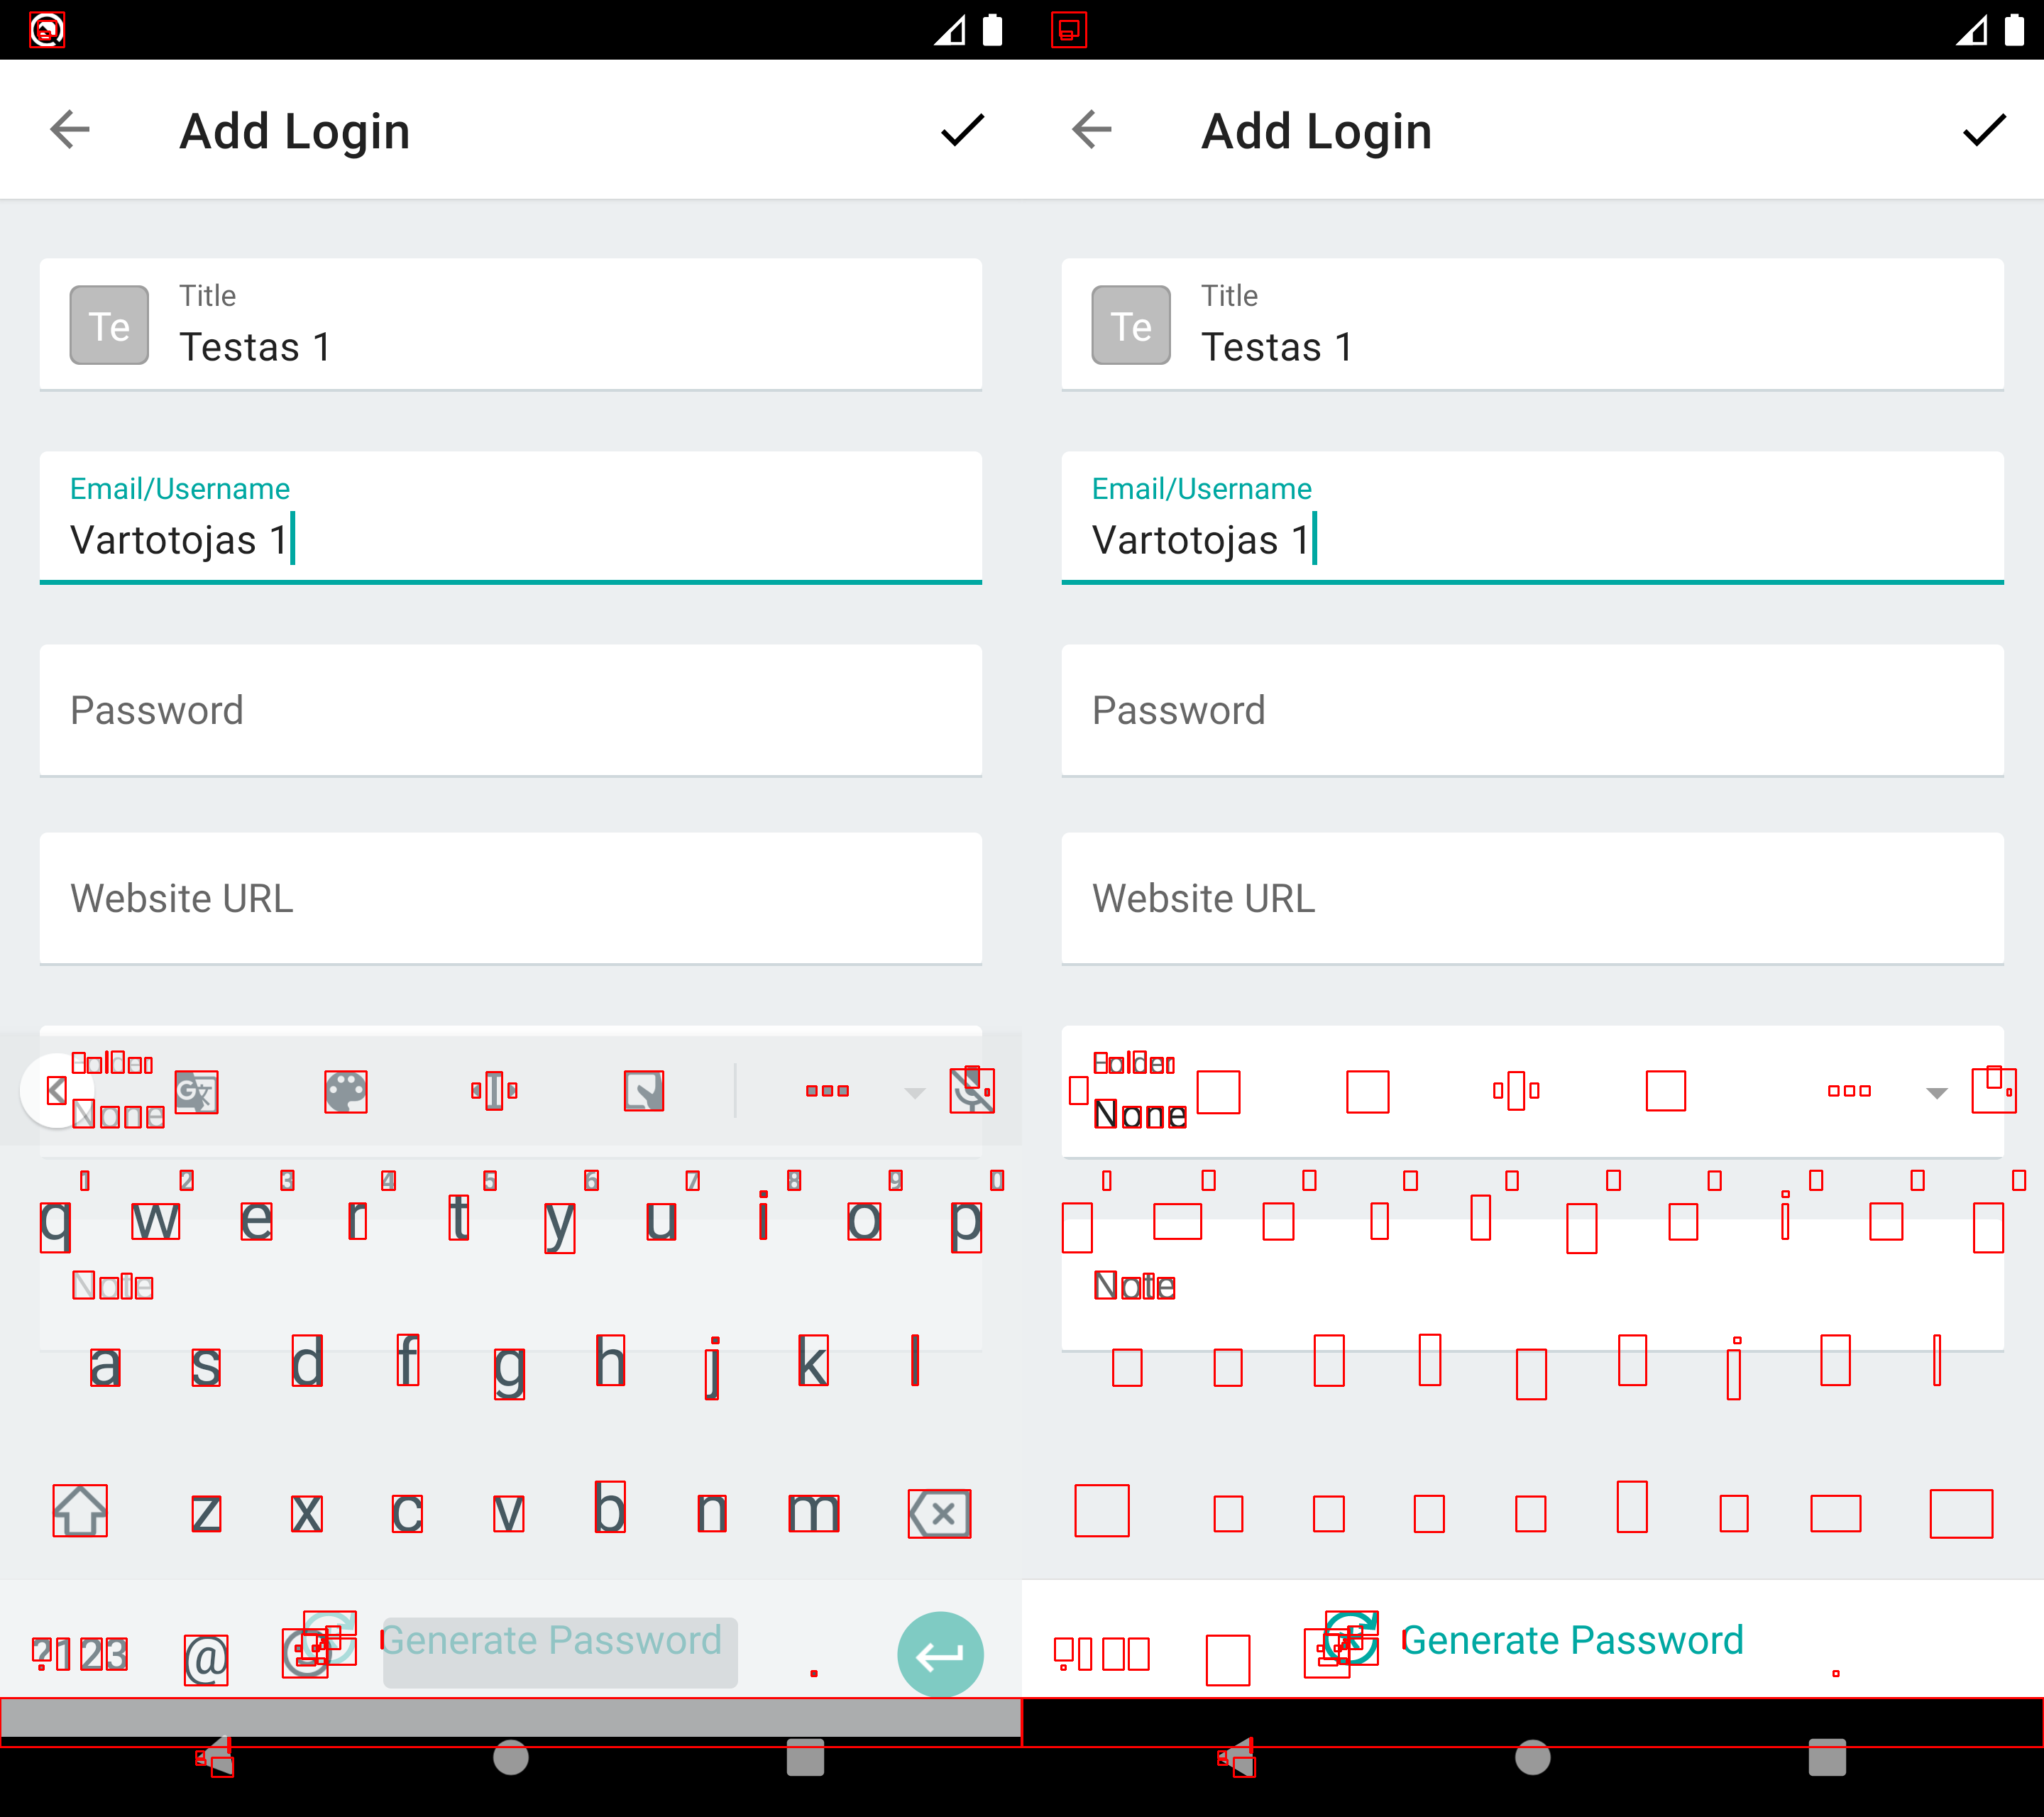 Add Login
Te
Title
Testas 1
Email/Username
Vartotojas 1
Password
Website URL
Folder
None
1 2 3 4 5 6 7 8 9 0
q w e r t y u i o p
Note
a s d f g h j k l
z x c v b n m
?123 @ Generate Password .
Add Login
Te
Title
Testas 1
Email/Username
Vartotojas 1
Password
Website URL
Folder
None
Note
Generate Password